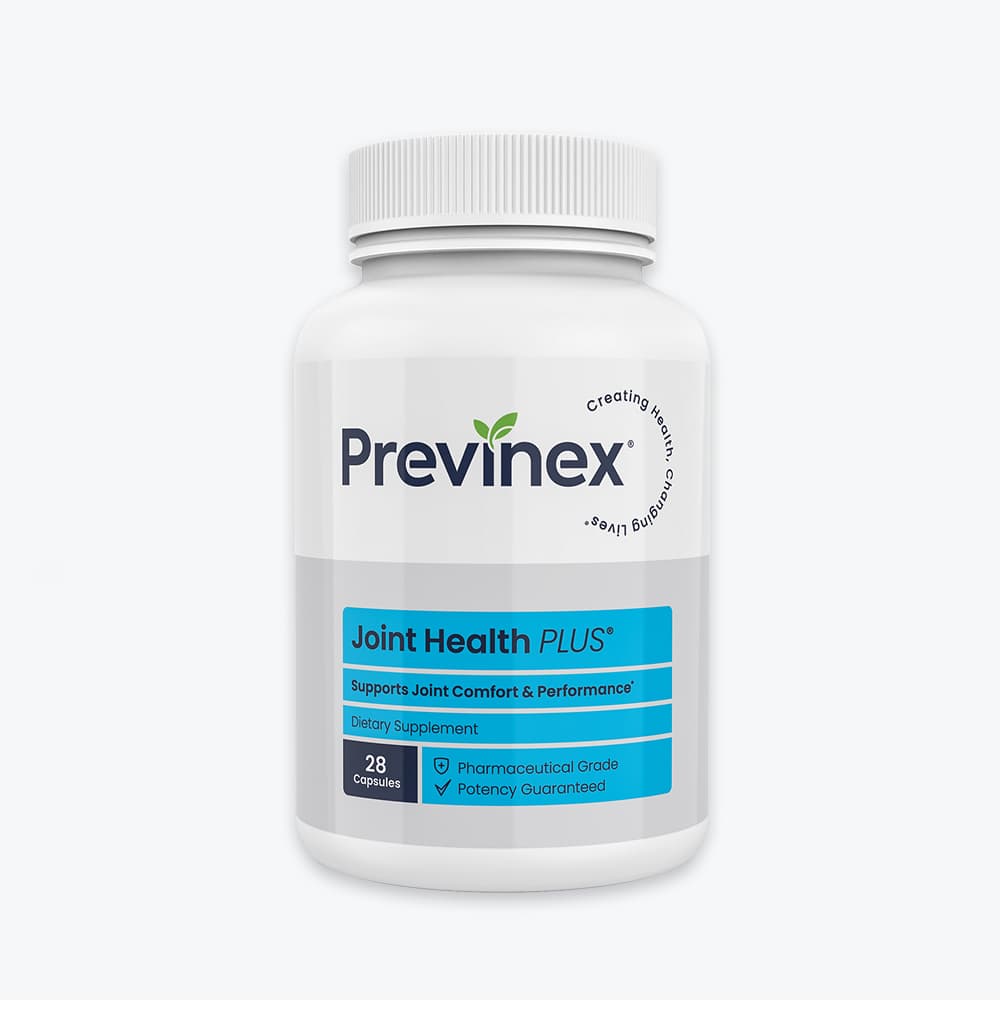 Previnex®
Creating Health, Changing Lives®
Joint Health PLUS®
Supports Joint Comfort & Performance*
Dietary Supplement
28
Capsules
Pharmaceutical Grade
Potency Guaranteed